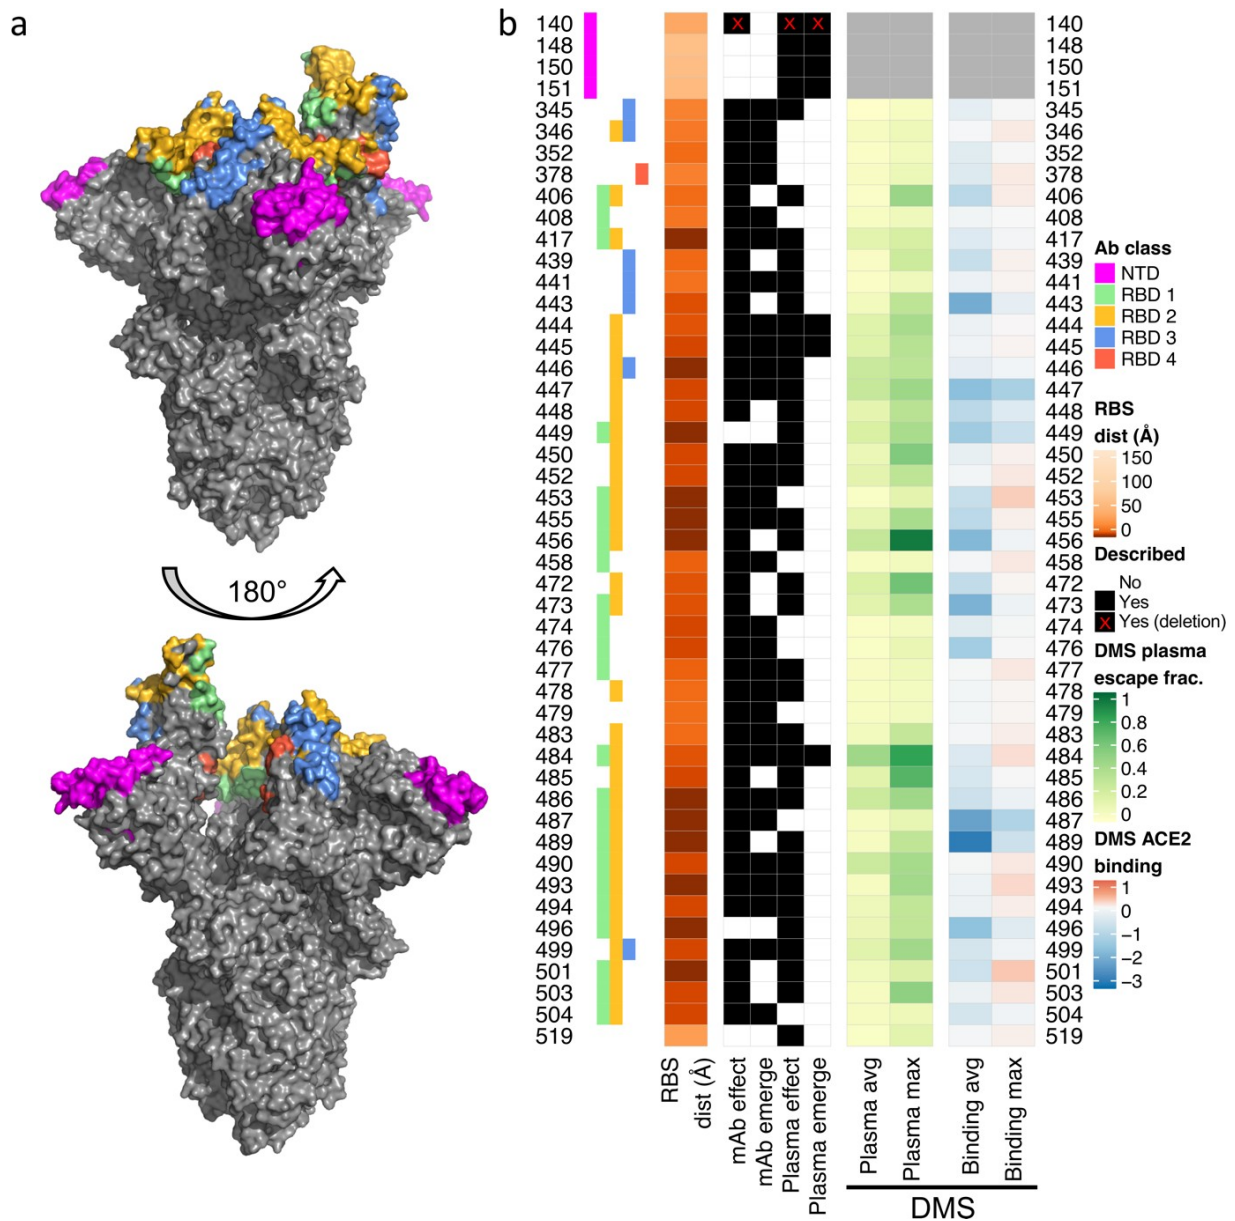 a
180°
b
140 140
148 148
150 150
151 151
345 345
346 346
352 352
378 378
406 406
408 408
417 417
439 439
441 441
443 443
444 444
445 445
446 446
447 447
448 448
449 449
450 450
452 452
453 453
455 455
456 456
458 458
472 472
473 473
474 474
476 476
477 477
478 478
479 479
483 483
484 484
485 485
486 486
487 487
489 489
490 490
493 493
494 494
496 496
499 499
501 501
503 503
504 504
519 519
X X X
RBS
dist (Å)
mAb effect
mAb emerge
Plasma effect
Plasma emerge
Plasma avg
Plasma max
Binding avg
Binding max
DMS
Ab class
NTD
RBD 1
RBD 2
RBD 3
RBD 4
RBS
dist (Å)
150
100
50
0
Described
No
Yes
X Yes (deletion)
DMS plasma
escape frac.
1
0.8
0.6
0.4
0.2
0
DMS ACE2
binding
1
0
−1
−2
−3